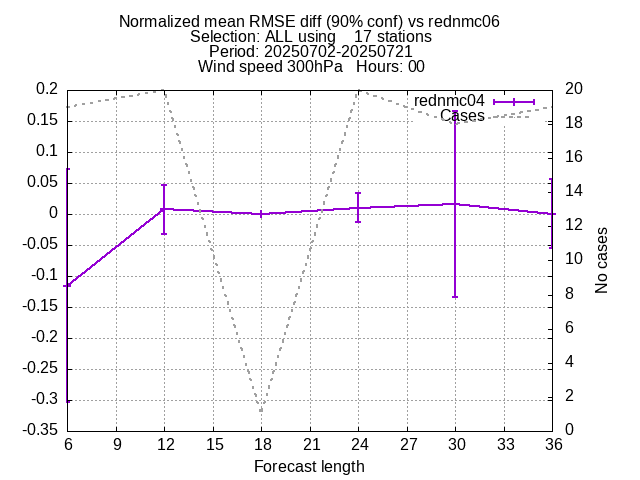 Normalized mean RMSE diff (90% conf) vs rednmc06
Selection: ALL using    17 stations
Period: 20250702-20250721
Wind speed 300hPa   Hours: 00
rednmc04
Cases
0.2
0.15
0.1
0.05
0
-0.05
-0.1
-0.15
-0.2
-0.25
-0.3
-0.35
20
18
16
14
12
10
8
6
4
2
0
No cases
6 9 12 15 18 21 24 27 30 33 36
Forecast length